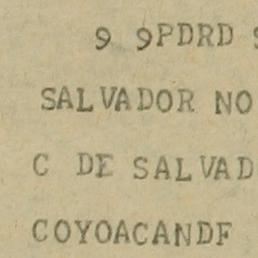 9 9PDRD
SALVADOR NO
C DE SALVAD
COYOACANDF